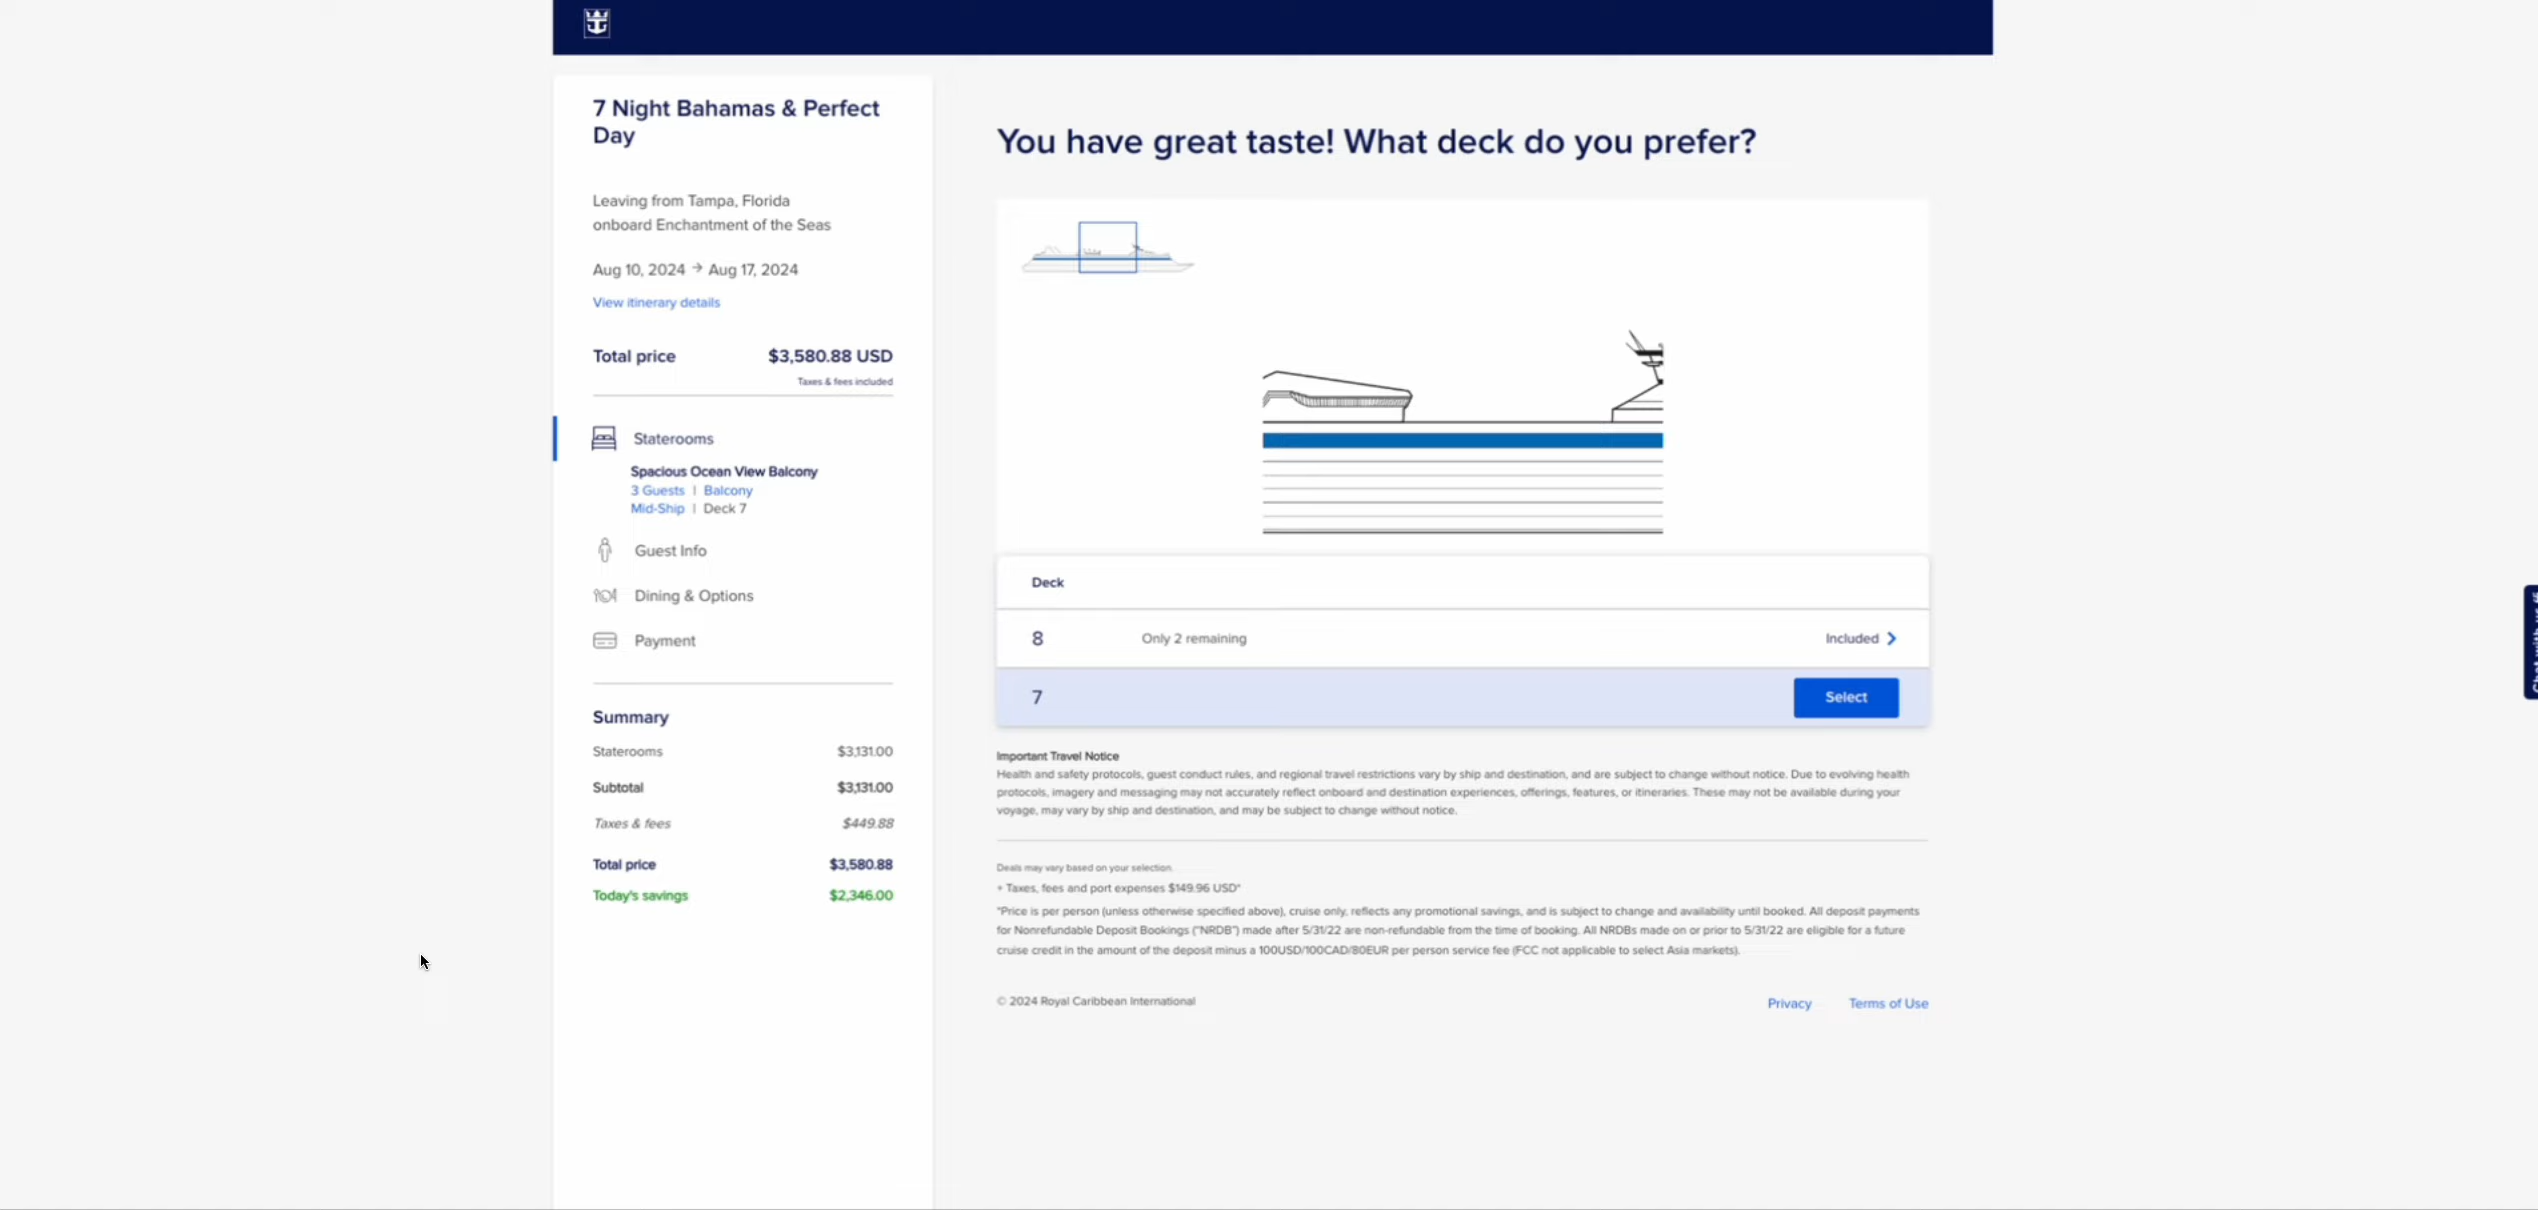 7 Night Bahamas & Perfect
Day
Leaving from Tampa, Florida
onboard Enchantment of the Seas
Aug 10, 2024 → Aug 17, 2024
View itinerary details
Total price $3,580.88 USD
Taxes & fees included
Staterooms
Spacious Ocean View Balcony
3 Guests | Balcony
Mid-Ship | Deck 7
Guest Info
Dining & Options
Payment
Summary
Staterooms $3,131.00
Subtotal $3,131.00
Taxes & fees $449.88
Total price $3,580.88
Today's savings $2,346.00
You have great taste! What deck do you prefer?
Deck
8 Only 2 remaining Included
7 Select
Important Travel Notice
Health and safety protocols, guest conduct rules, and regional travel restrictions vary by ship and destination, and are subject to change without notice. Due to evolving health
protocols, imagery and messaging may not accurately reflect onboard and destination experiences, offerings, features, or itineraries. These may not be available during your
voyage, may vary by ship and destination, and may be subject to change without notice.
Deals may vary based on your selection.
+ Taxes, fees and port expenses $149.96 USD*
*Price is per person (unless otherwise specified above), cruise only, reflects any promotional savings, and is subject to change and availability until booked. All deposit payments
for Nonrefundable Deposit Bookings ("NRDB") made after 5/31/22 are non-refundable from the time of booking. All NRDBs made on or prior to 5/31/22 are eligible for a future
cruise credit in the amount of the deposit minus a 100USD/100CAD/80EUR per person service fee (FCC not applicable to select Asia markets).
© 2024 Royal Caribbean International
Privacy Terms of Use